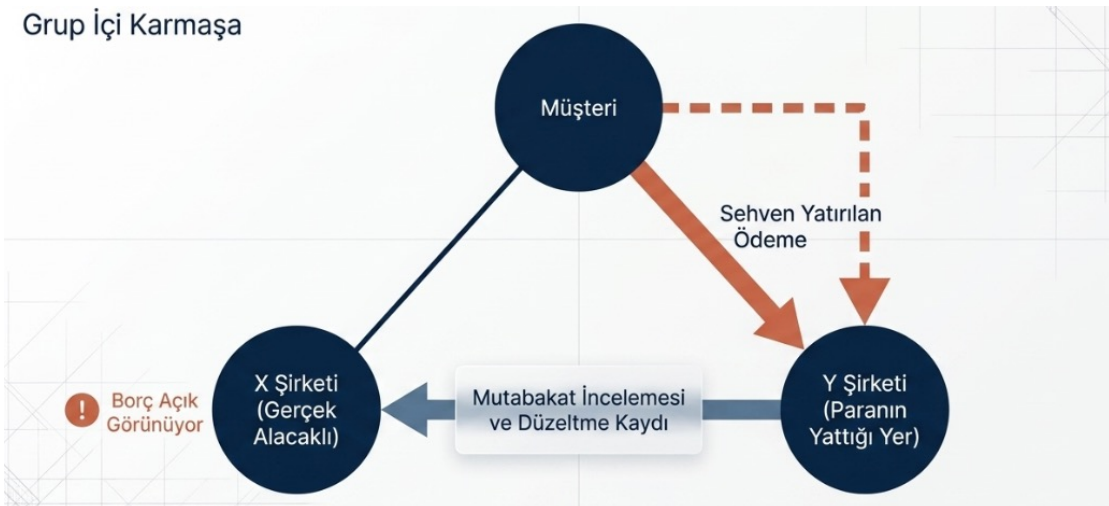 Grup İçi Karmaşa
Müşteri
Sehven Yatırılan
Ödeme
X Şirketi
(Gerçek
Alacaklı)
!
Borç Açık
Görünüyor
Mutabakat İncelemesi
ve Düzeltme Kaydı
Y Şirketi
(Paranın
Yattığı Yer)